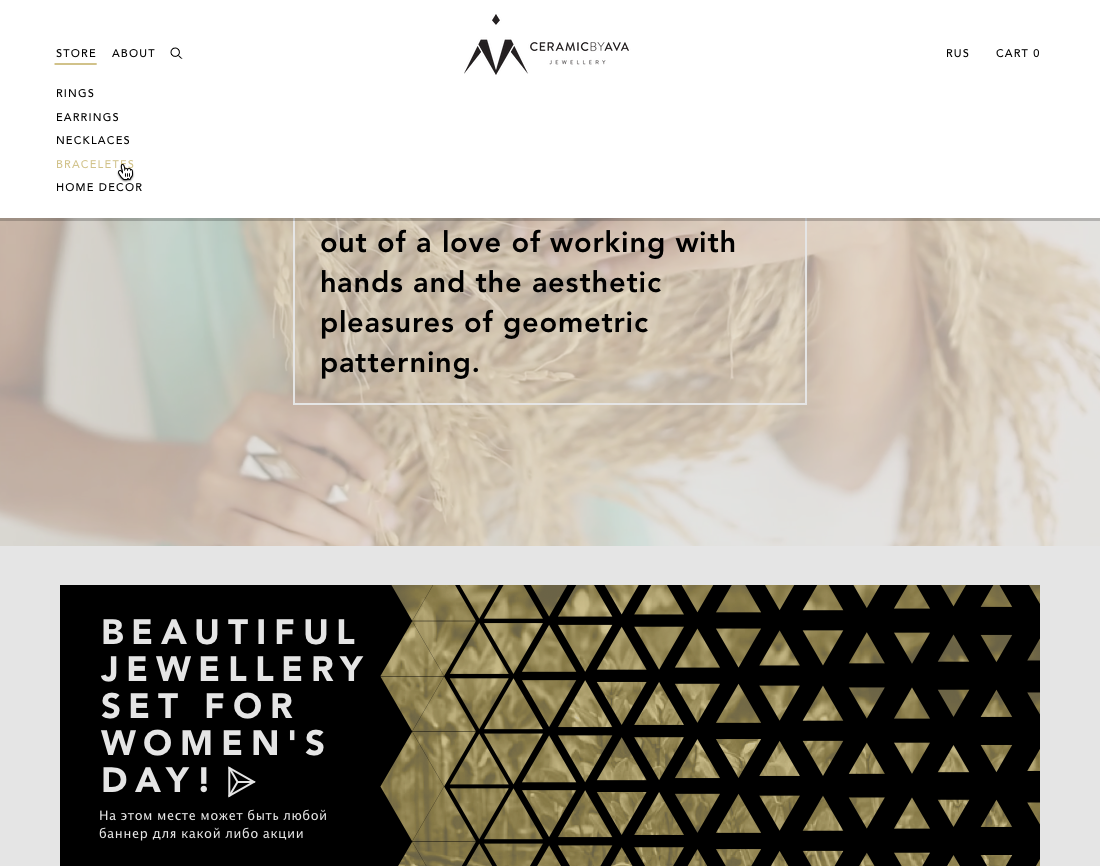 STORE ABOUT
CERAMICBYAVA
JEWELLERY
RUS CART 0
RINGS
EARRINGS
NECKLACES
BRACELETES
HOME DECOR
out of a love of working with
hands and the aesthetic
pleasures of geometric
patterning.
BEAUTIFUL
JEWELLERY
SET FOR
WOMEN'S
DAY!
На этом месте может быть любой
баннер для какой либо акции